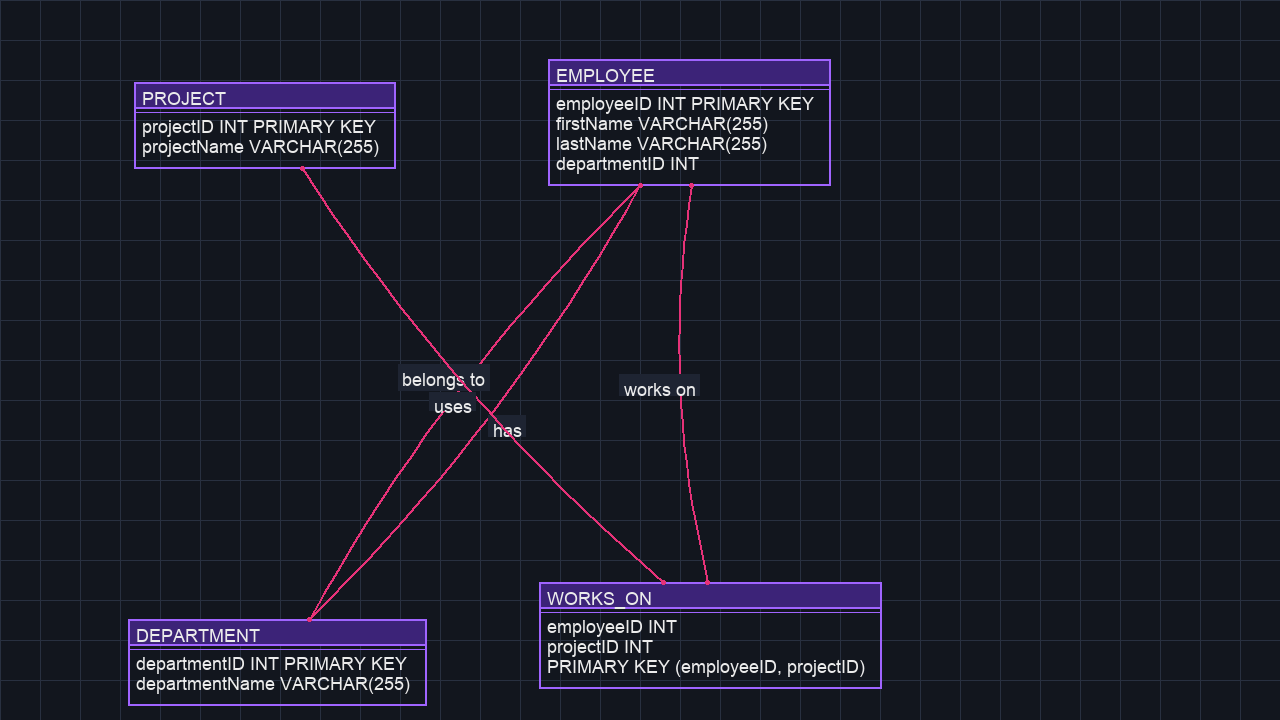 PROJECT
projectID INT PRIMARY KEY
projectName VARCHAR(255)
EMPLOYEE
employeeID INT PRIMARY KEY
firstName VARCHAR(255)
lastName VARCHAR(255)
departmentID INT
belongs to
uses
has
works on
DEPARTMENT
departmentID INT PRIMARY KEY
departmentName VARCHAR(255)
WORKS_ON
employeeID INT
projectID INT
PRIMARY KEY (employeeID, projectID)